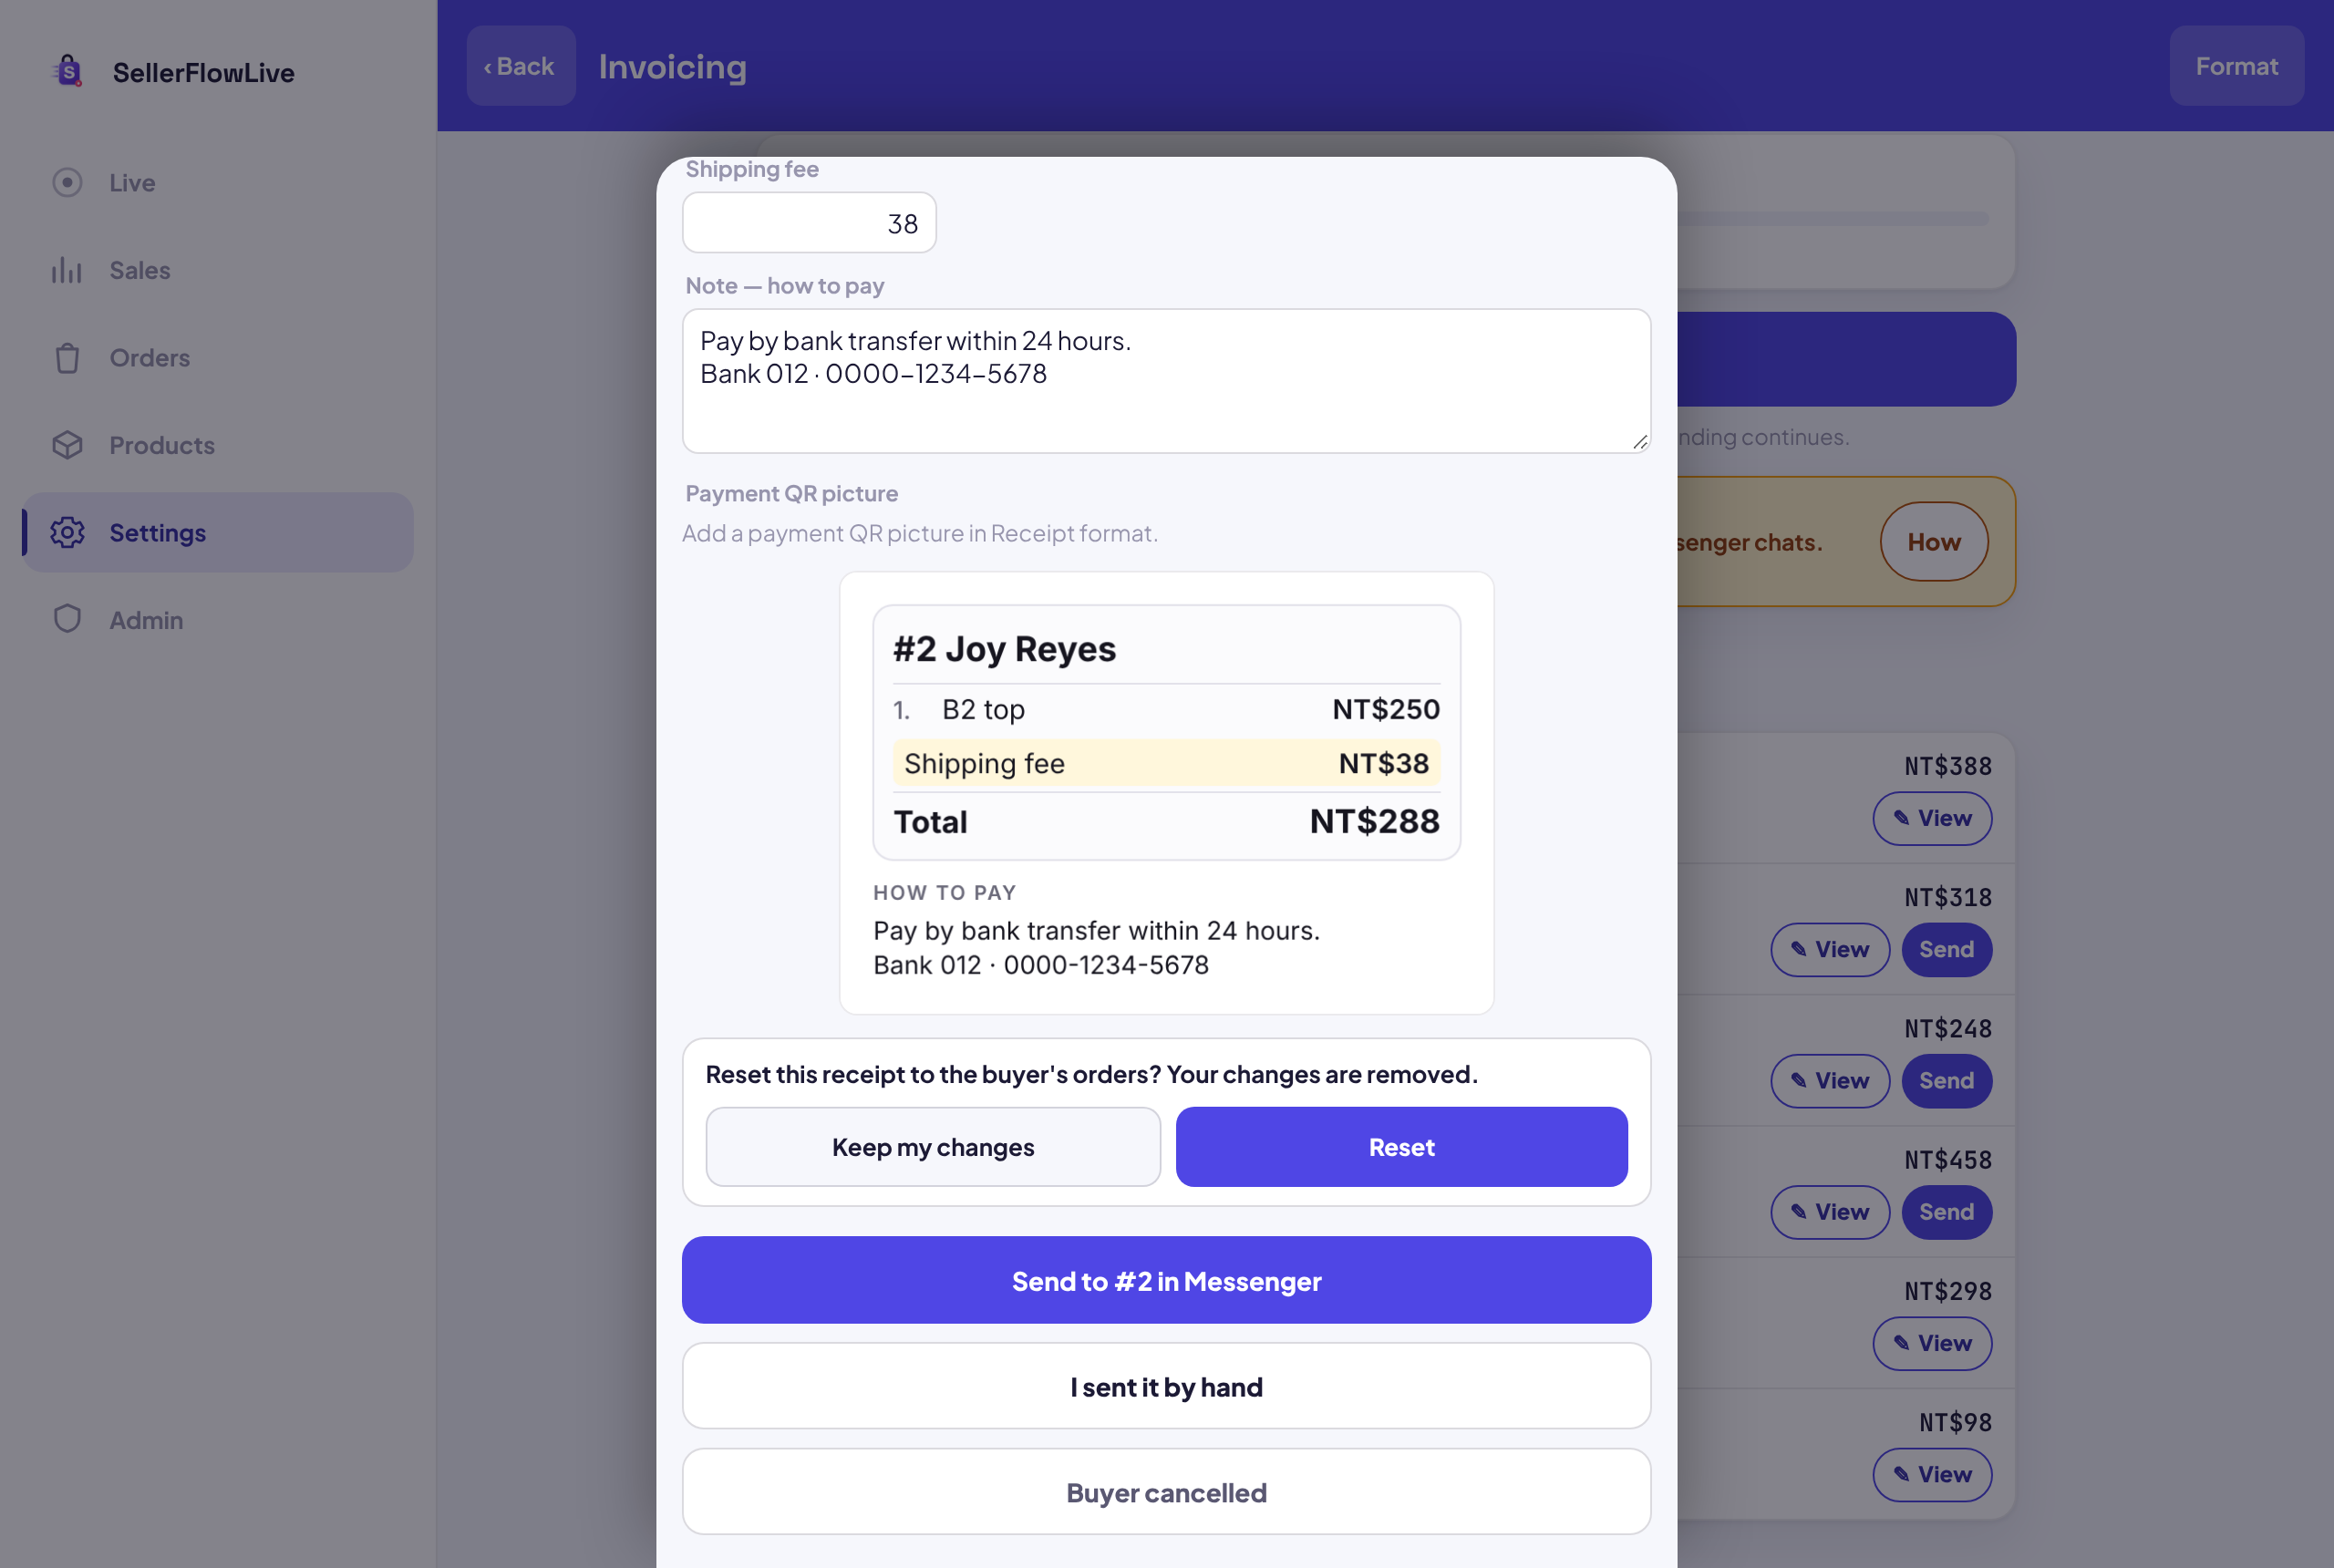 SellerFlowLive
Live
Sales
Orders
Products
Settings
Admin
‹ Back
Invoicing
Format
Shipping fee
38
Note — how to pay
Pay by bank transfer within 24 hours.
Bank 012 · 0000-1234-5678
Payment QR picture
Add a payment QR picture in Receipt format.
#2 Joy Reyes
1. B2 top NT$250
Shipping fee NT$38
Total NT$288
HOW TO PAY
Pay by bank transfer within 24 hours.
Bank 012 · 0000-1234-5678
Reset this receipt to the buyer's orders? Your changes are removed.
Keep my changes
Reset
Send to #2 in Messenger
I sent it by hand
Buyer cancelled
continues.
chats.
How
NT$388
✎ View
NT$318
✎ View Send
NT$248
✎ View Send
NT$458
✎ View Send
NT$298
✎ View
NT$98
✎ View